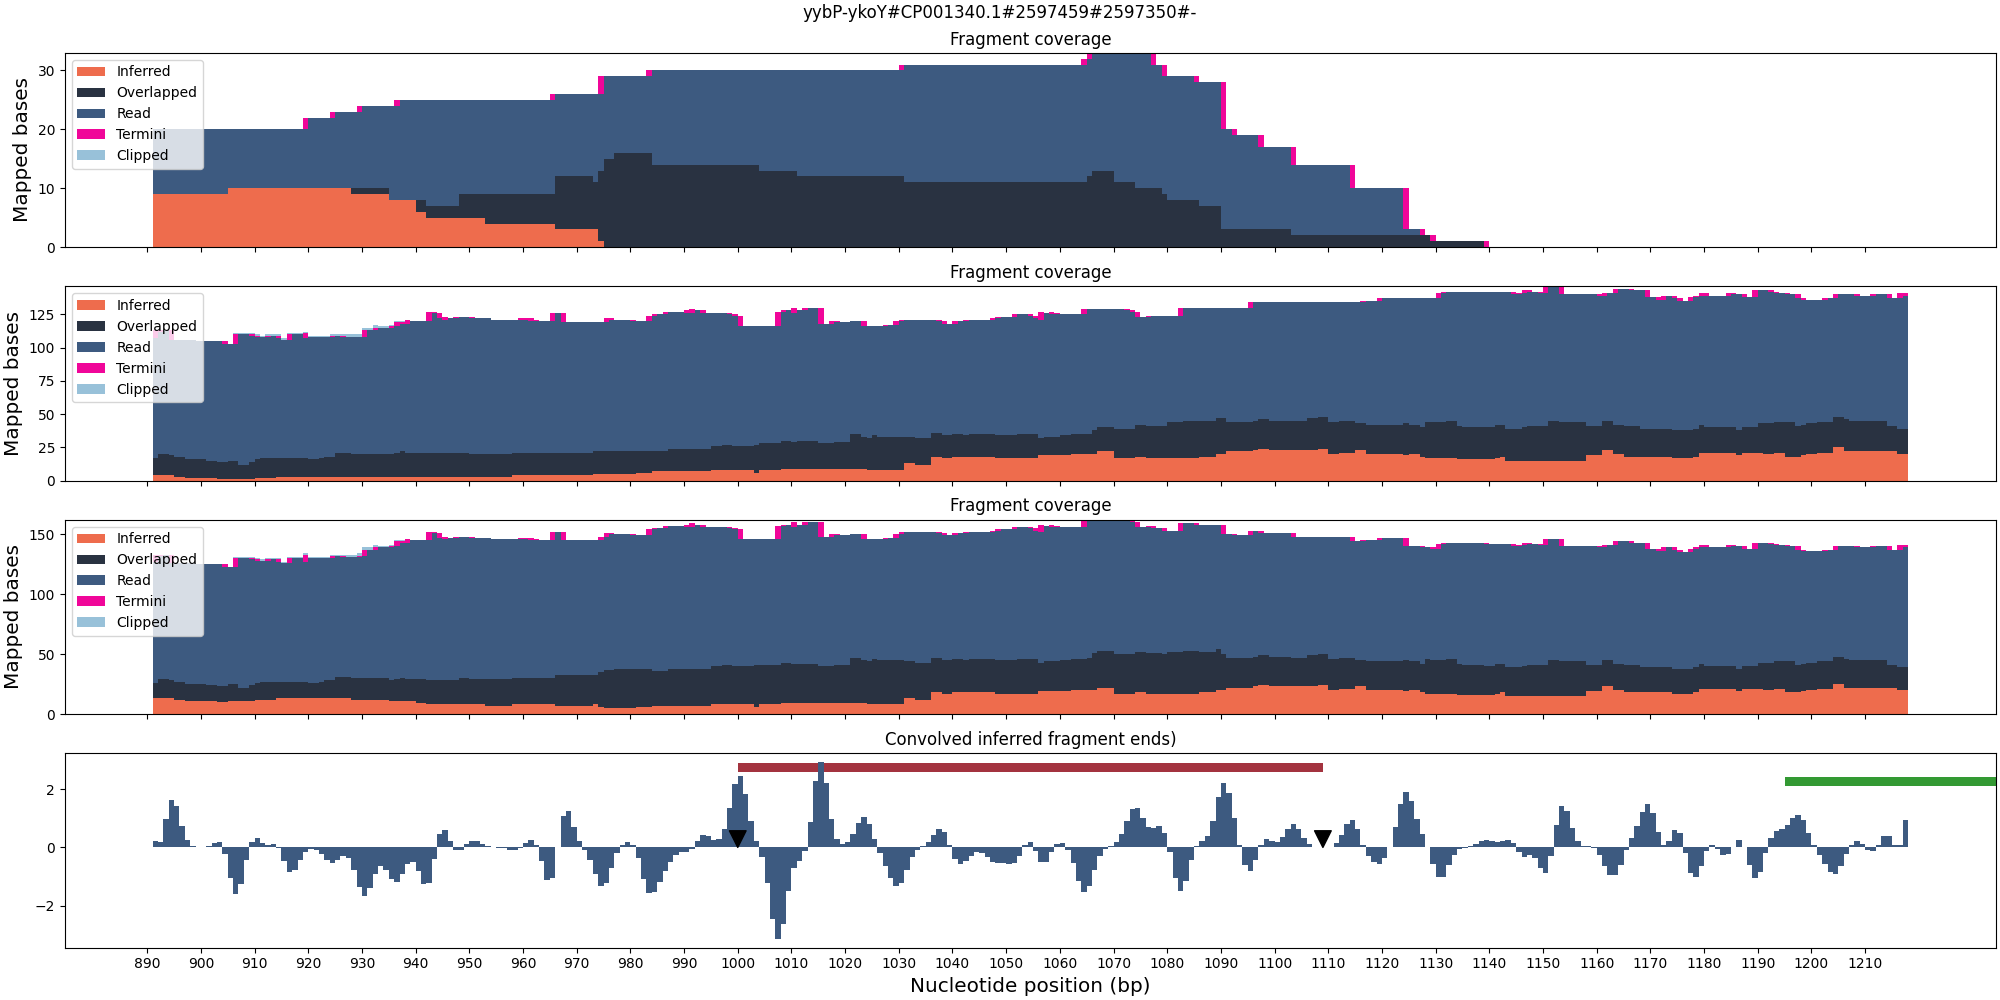 yybP-ykoY#CP001340.1#2597459#2597350#-
Fragment coverage
Mapped bases
30
20
10
0
Inferred
Overlapped
Read
Termini
Clipped
Fragment coverage
Mapped bases
125
100
75
50
25
0
Inferred
Overlapped
Read
Termini
Clipped
Fragment coverage
Mapped bases
150
100
50
0
Inferred
Overlapped
Read
Termini
Clipped
Convolved inferred fragment ends)
2
0
−2
890 900 910 920 930 940 950 960 970 980 990 1000 1010 1020 1030 1040 1050 1060 1070 1080 1090 1100 1110 1120 1130 1140 1150 1160 1170 1180 1190 1200 1210
Nucleotide position (bp)